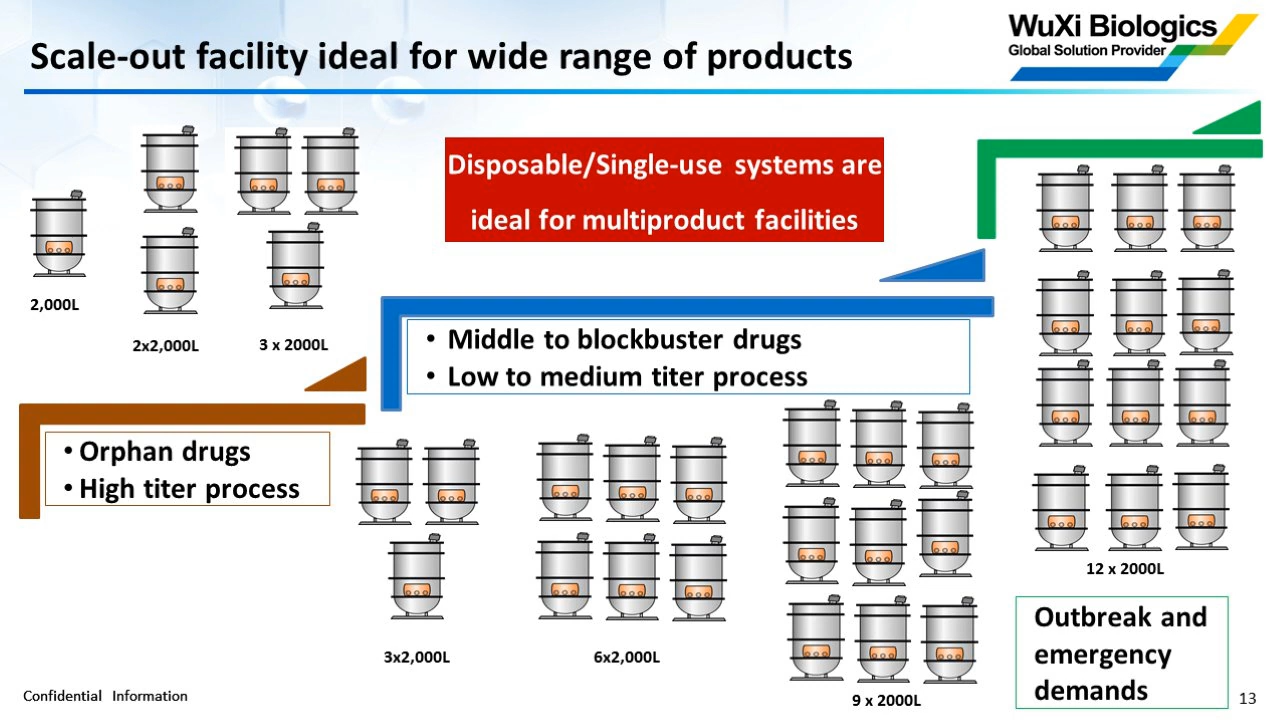 Scale-out facility ideal for wide range of products
WuXi Biologics
Global Solution Provider
Disposable/Single-use systems are
ideal for multiproduct facilities
2,000L
2x2,000L
3 x 2000L
• Middle to blockbuster drugs
• Low to medium titer process
• Orphan drugs
• High titer process
3x2,000L
6x2,000L
9 x 2000L
12 x 2000L
Outbreak and
emergency
demands
Confidential Information
13